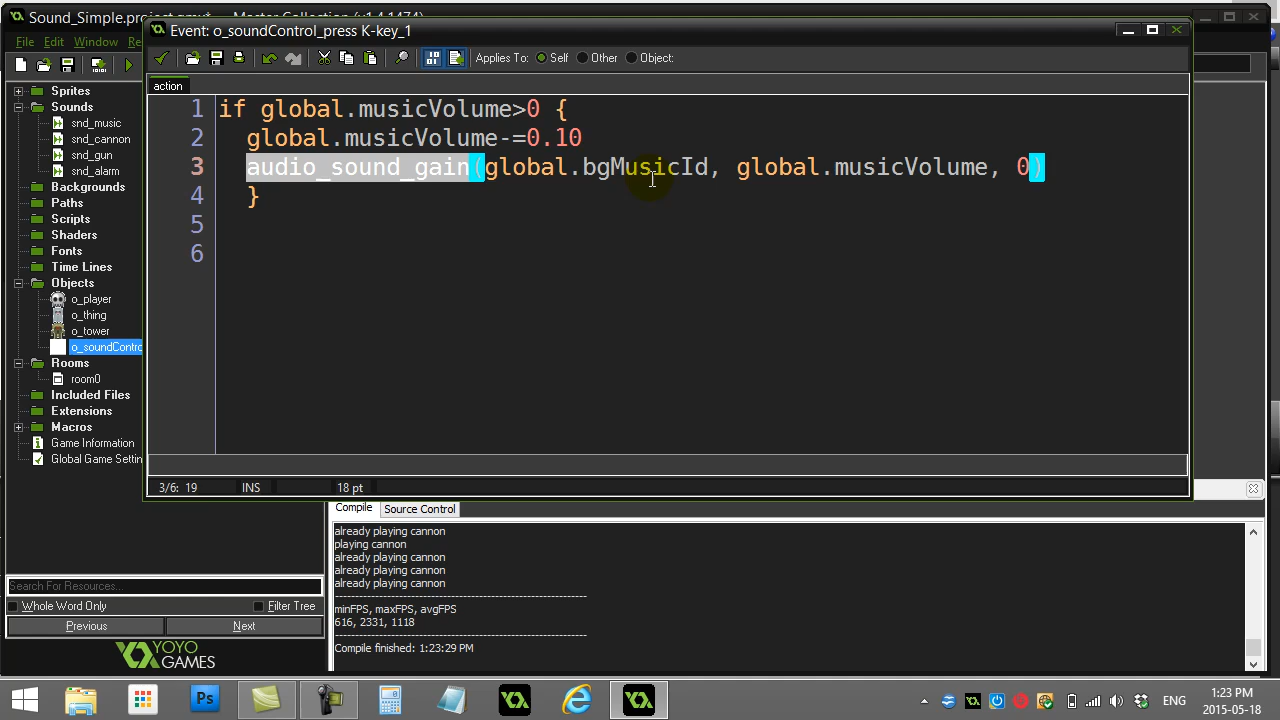 Sound_Simple.project.gmx* - Master Collection (v1.4.1474)
File Edit Window Re
Event: o_soundControl_press K-key_1
Applies To: Self Other Object:
action
1 if global.musicVolume>0 {
2 global.musicVolume-=0.10
3 audio_sound_gain(global.bgMusicId, global.musicVolume, 0)
4 }
5
6
3/6: 19 INS 18 pt
Sprites
Sounds
snd_music
snd_cannon
snd_gun
snd_alarm
Backgrounds
Paths
Scripts
Shaders
Fonts
Time Lines
Objects
o_player
o_thing
o_tower
o_soundContro
Rooms
room0
Included Files
Extensions
Macros
Game Information
Global Game Settin
Search For Resources...
Whole Word Only Filter Tree
Previous Next
YOYO
GAMES
Compile Source Control
already playing cannon
playing cannon
already playing cannon
already playing cannon
already playing cannon
minFPS, maxFPS, avgFPS
616, 2331, 1118
Compile finished: 1:23:29 PM
Ps
ENG
1:23 PM
2015-05-18